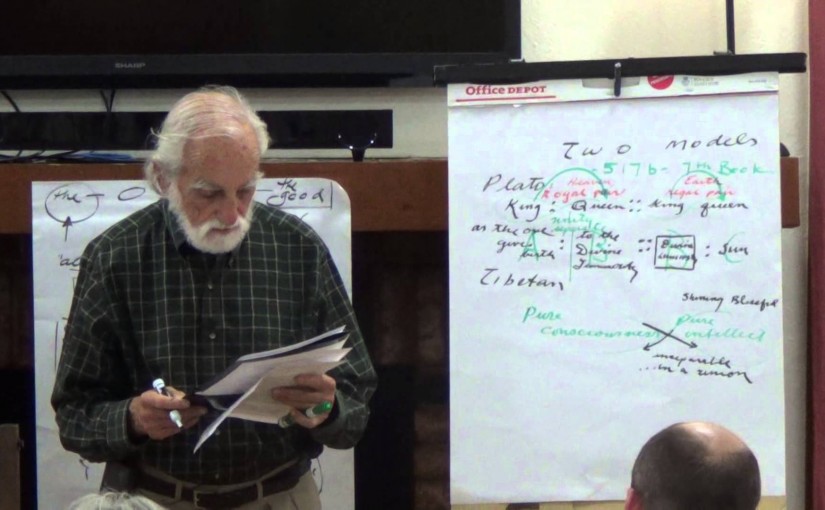 SHARP
Office DEPOT
the - O
the
good
Two Models
517b - 7th Book
Plato
Heaven
Royal pair
Earth
regal pair
King : Queen :: King queen
as the one
gives
birth
: to the
Divine
:: : Sun
Tibetan
Shining Blissful
Pure
consciousness
pure
intellect
inseparable
... in a union